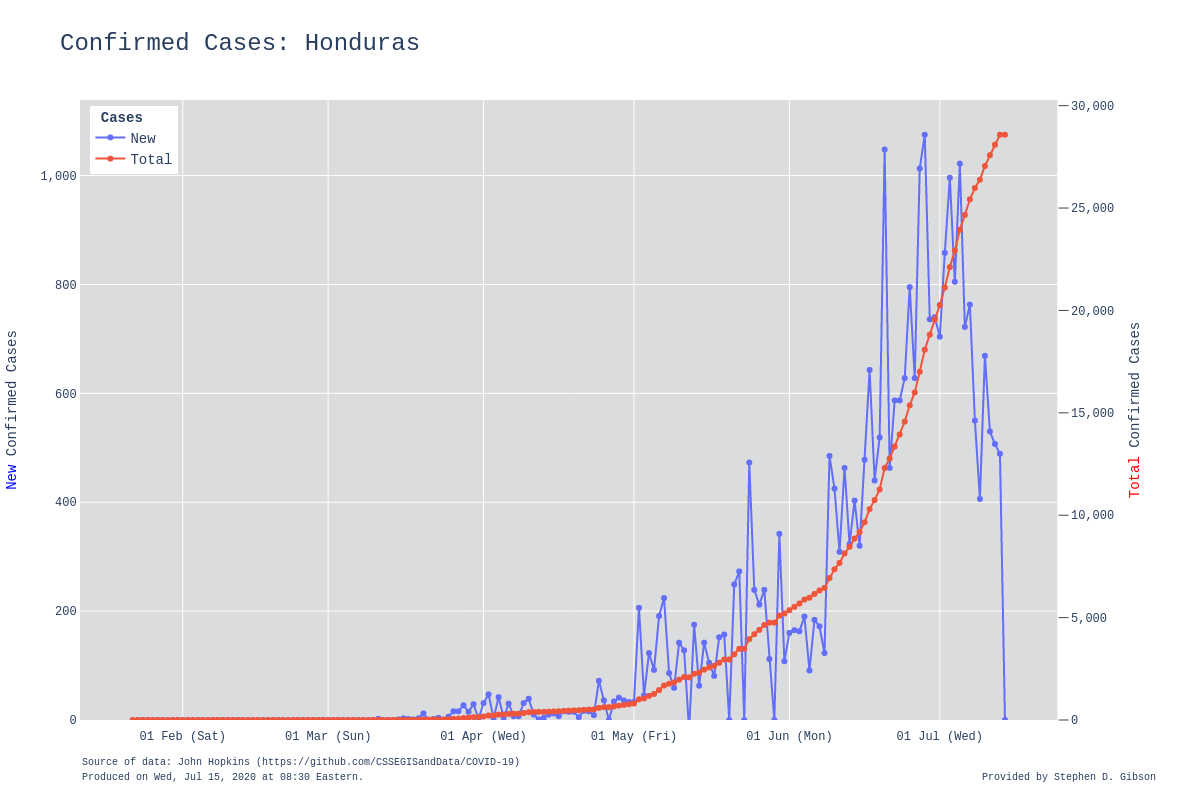 Confirmed Cases: Honduras
Cases
New
Total
30,000
25,000
20,000
15,000
10,000
5,000
0
1,000
800
600
400
200
0
New Confirmed Cases
Total Confirmed Cases
01 Feb (Sat)
01 Mar (Sun)
01 Apr (Wed)
01 May (Fri)
01 Jun (Mon)
01 Jul (Wed)
Source of data: John Hopkins (https://github.com/CSSEGISandData/COVID-19)
Produced on Wed, Jul 15, 2020 at 08:30 Eastern.
Provided by Stephen D. Gibson